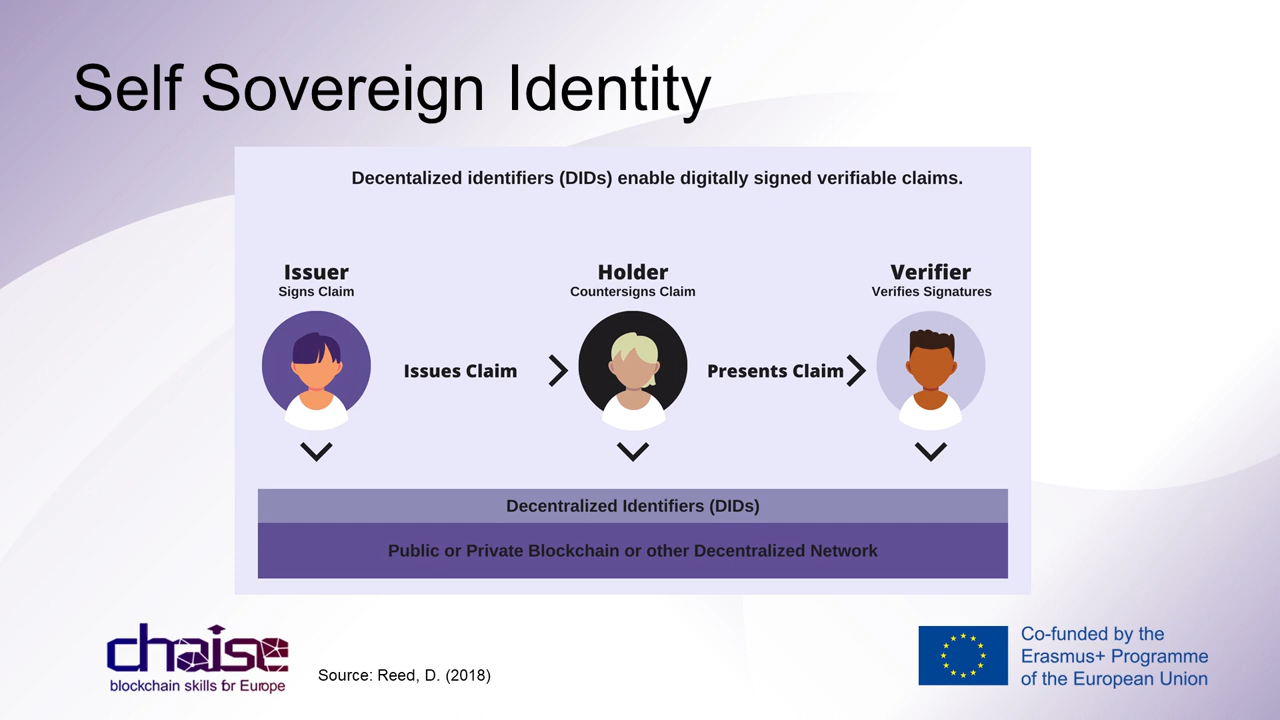 Self Sovereign Identity
Decentalized identifiers (DIDs) enable digitally signed verifiable claims.
Issuer
Signs Claim
Holder
Countersigns Claim
Verifier
Verifies Signatures
Issues Claim
Presents Claim
Decentralized Identifiers (DIDs)
Public or Private Blockchain or other Decentralized Network
chaise
blockchain skills for Europe
Source: Reed, D. (2018)
Co-funded by the
Erasmus+ Programme
of the European Union